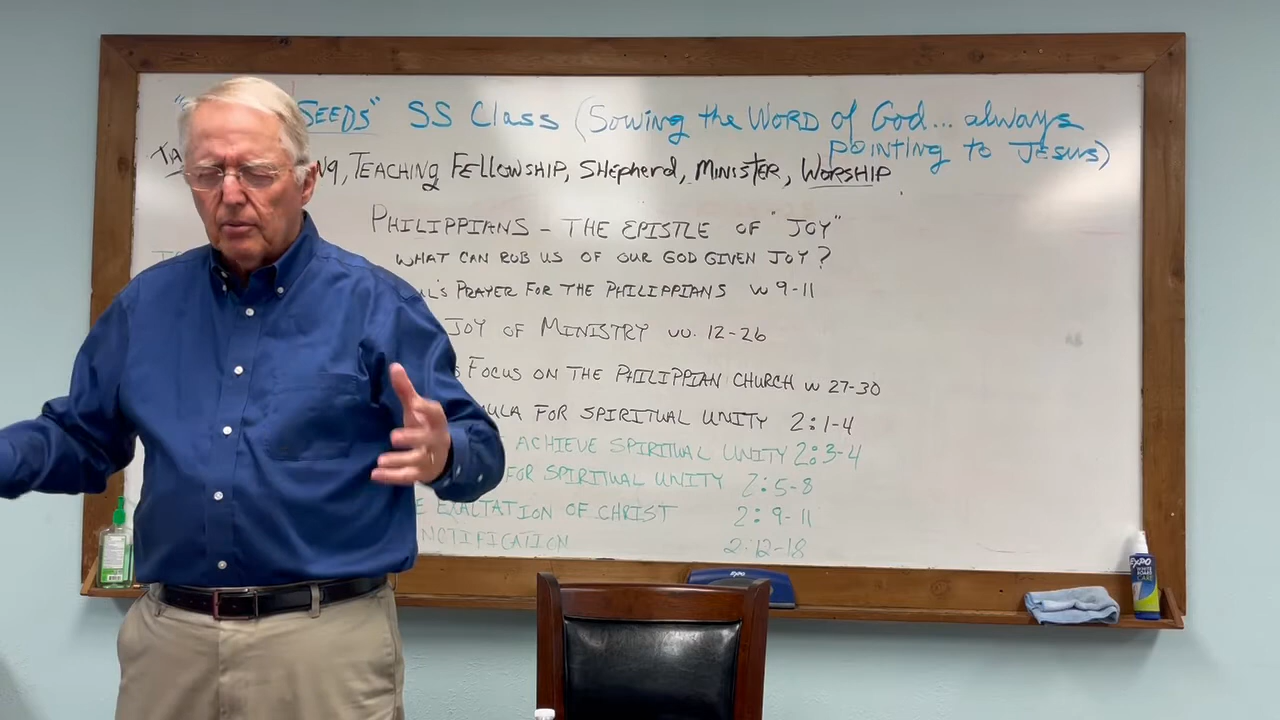 SEEDS" SS Class (Sowing the WORD of God... always
pointing to Jesus)
TEACHING FELLOWSHIP, Shepherd, MINISTER, WORSHIP
PHILIPPIANS - THE EPISTLE OF "JOY"
WHAT CAN ROB US OF OUR GOD GIVEN JOY?
PRAYER FOR THE PHILIPPIANS vv 9-11
JOY OF MINISTRY vv. 12-26
FOCUS ON THE PHILIPPIAN CHURCH vv 27-30
FOR SPIRITUAL UNITY 2:1-4
ACHIEVE SPIRITUAL UNITY 2:3-4
FOR SPIRITUAL UNITY 2:5-8
EXALTATION OF CHRIST 2:9-11
2:12-18
EXPO
EXPO
WHITE BOARD CARE